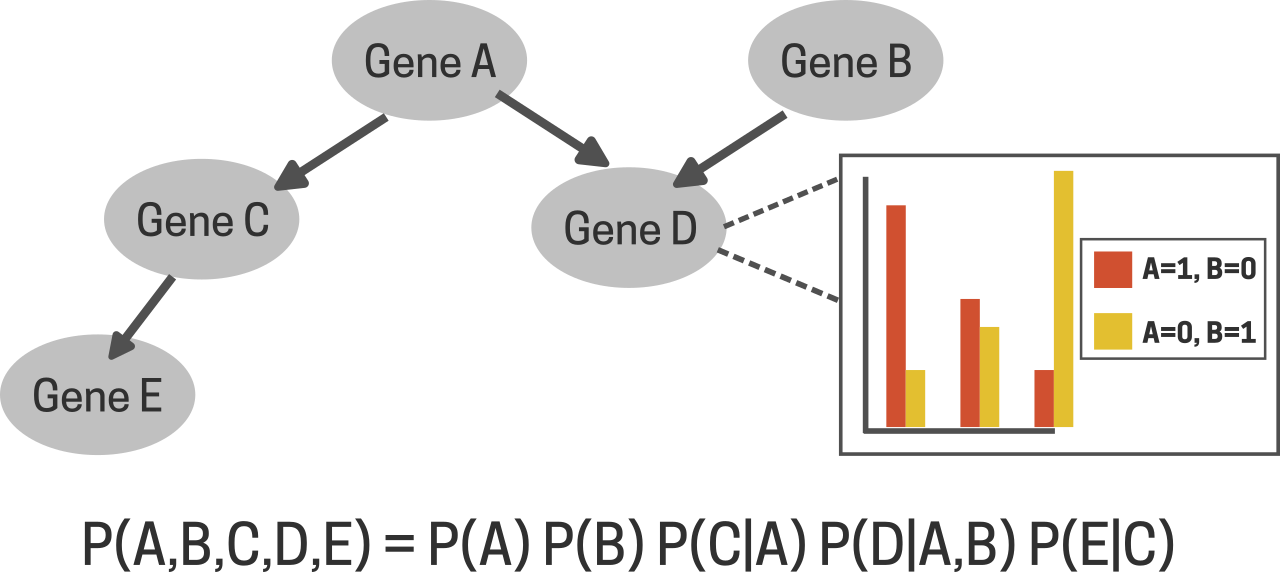 Gene A
Gene B
Gene C
Gene D
Gene E
A=1, B=0
A=0, B=1
P(A,B,C,D,E) = P(A) P(B) P(C|A) P(D|A,B) P(E|C)